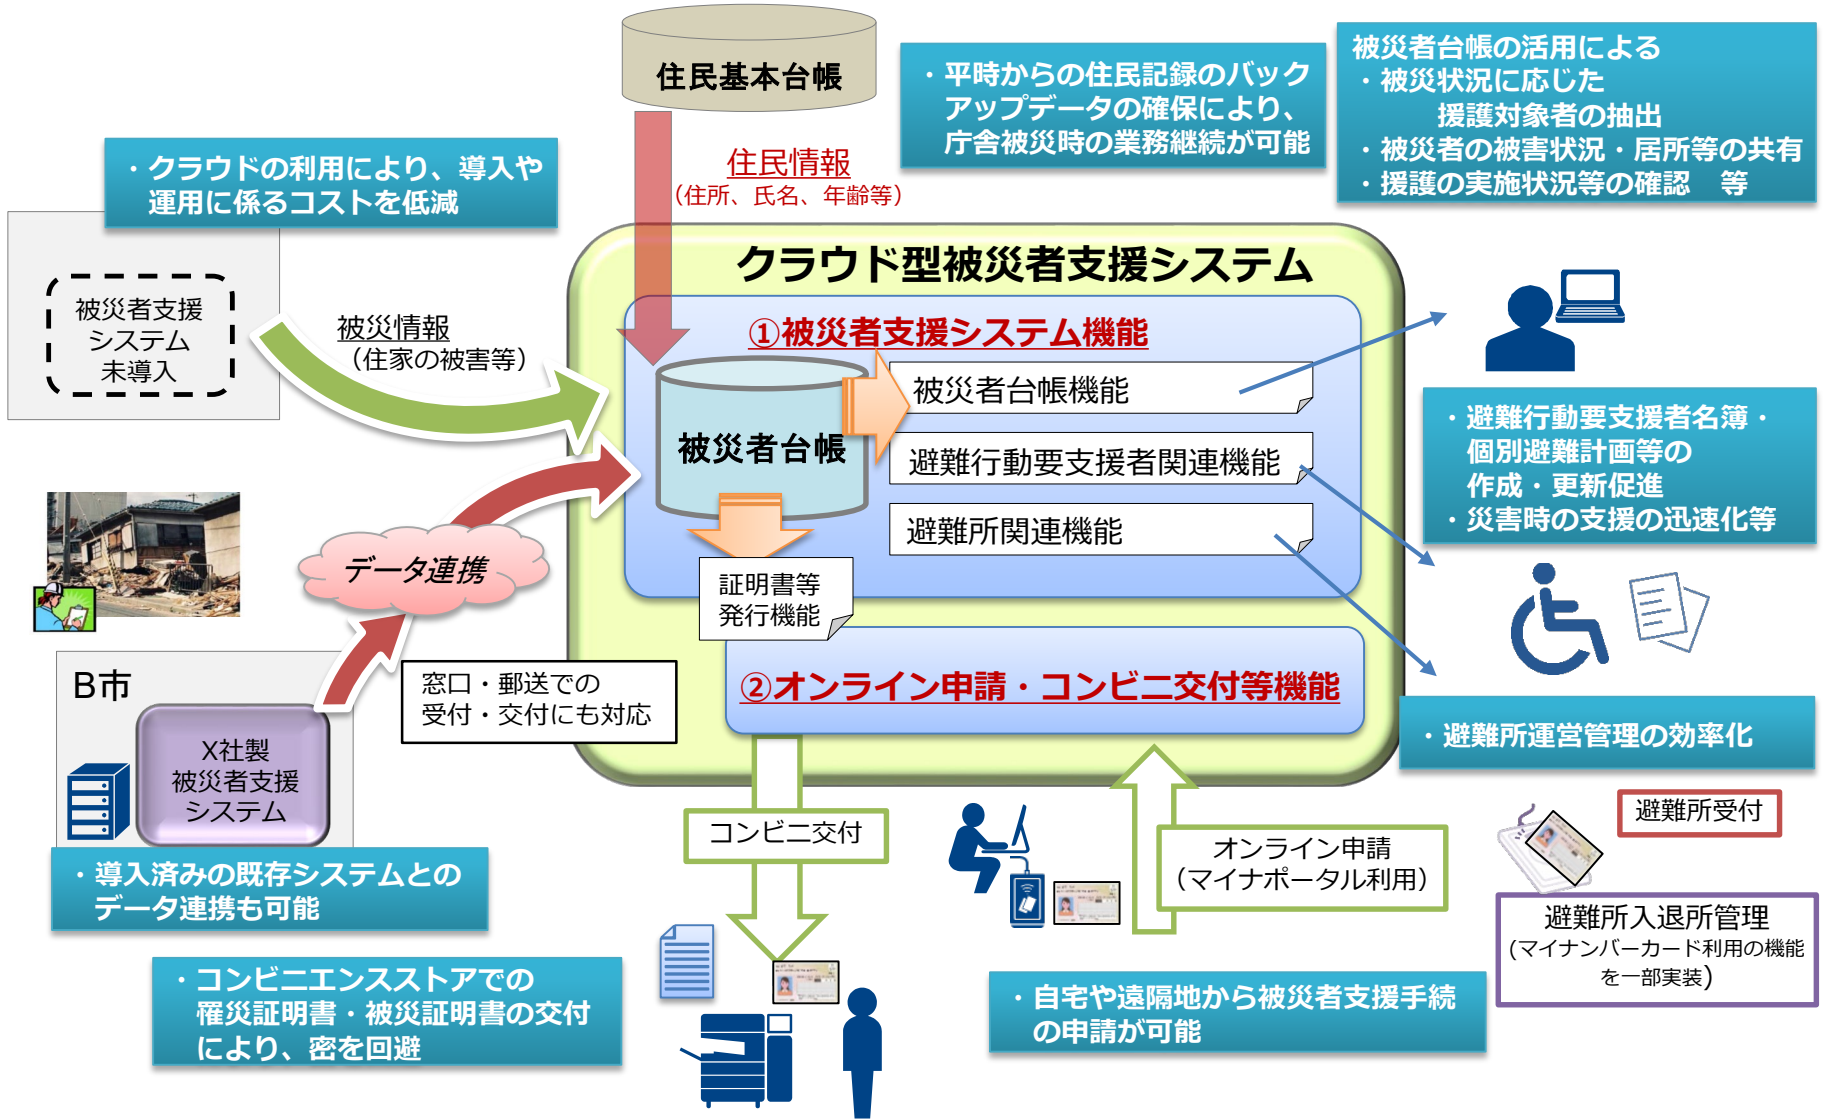 住民基本台帳
・平時からの住民記録のバック
アップデータの確保により、
庁舎被災時の業務継続が可能
被災者台帳の活用による
・被災状況に応じた
援護対象者の抽出
・被災者の被害状況・居所等の共有
・援護の実施状況等の確認　等
・クラウドの利用により、導入や
運用に係るコストを低減
住民情報
（住所、氏名、年齢等）
被災者支援
システム
未導入
被災情報
（住家の被害等）
クラウド型被災者支援システム
①被災者支援システム機能
被災者台帳
被災者台帳機能
避難行動要支援者関連機能
避難所関連機能
証明書等
発行機能
・避難行動要支援者名簿・
個別避難計画等の
作成・更新促進
・災害時の支援の迅速化等
データ連携
B市
X社製
被災者支援
システム
窓口・郵送での
受付・交付にも対応
②オンライン申請・コンビニ交付等機能
・避難所運営管理の効率化
・導入済みの既存システムとの
データ連携も可能
コンビニ交付
オンライン申請
（マイナポータル利用）
避難所受付
避難所入退所管理
(マイナンバーカード利用の機能
を一部実装)
・コンビニエンスストアでの
罹災証明書・被災証明書の交付
により、密を回避
・自宅や遠隔地から被災者支援手続
の申請が可能